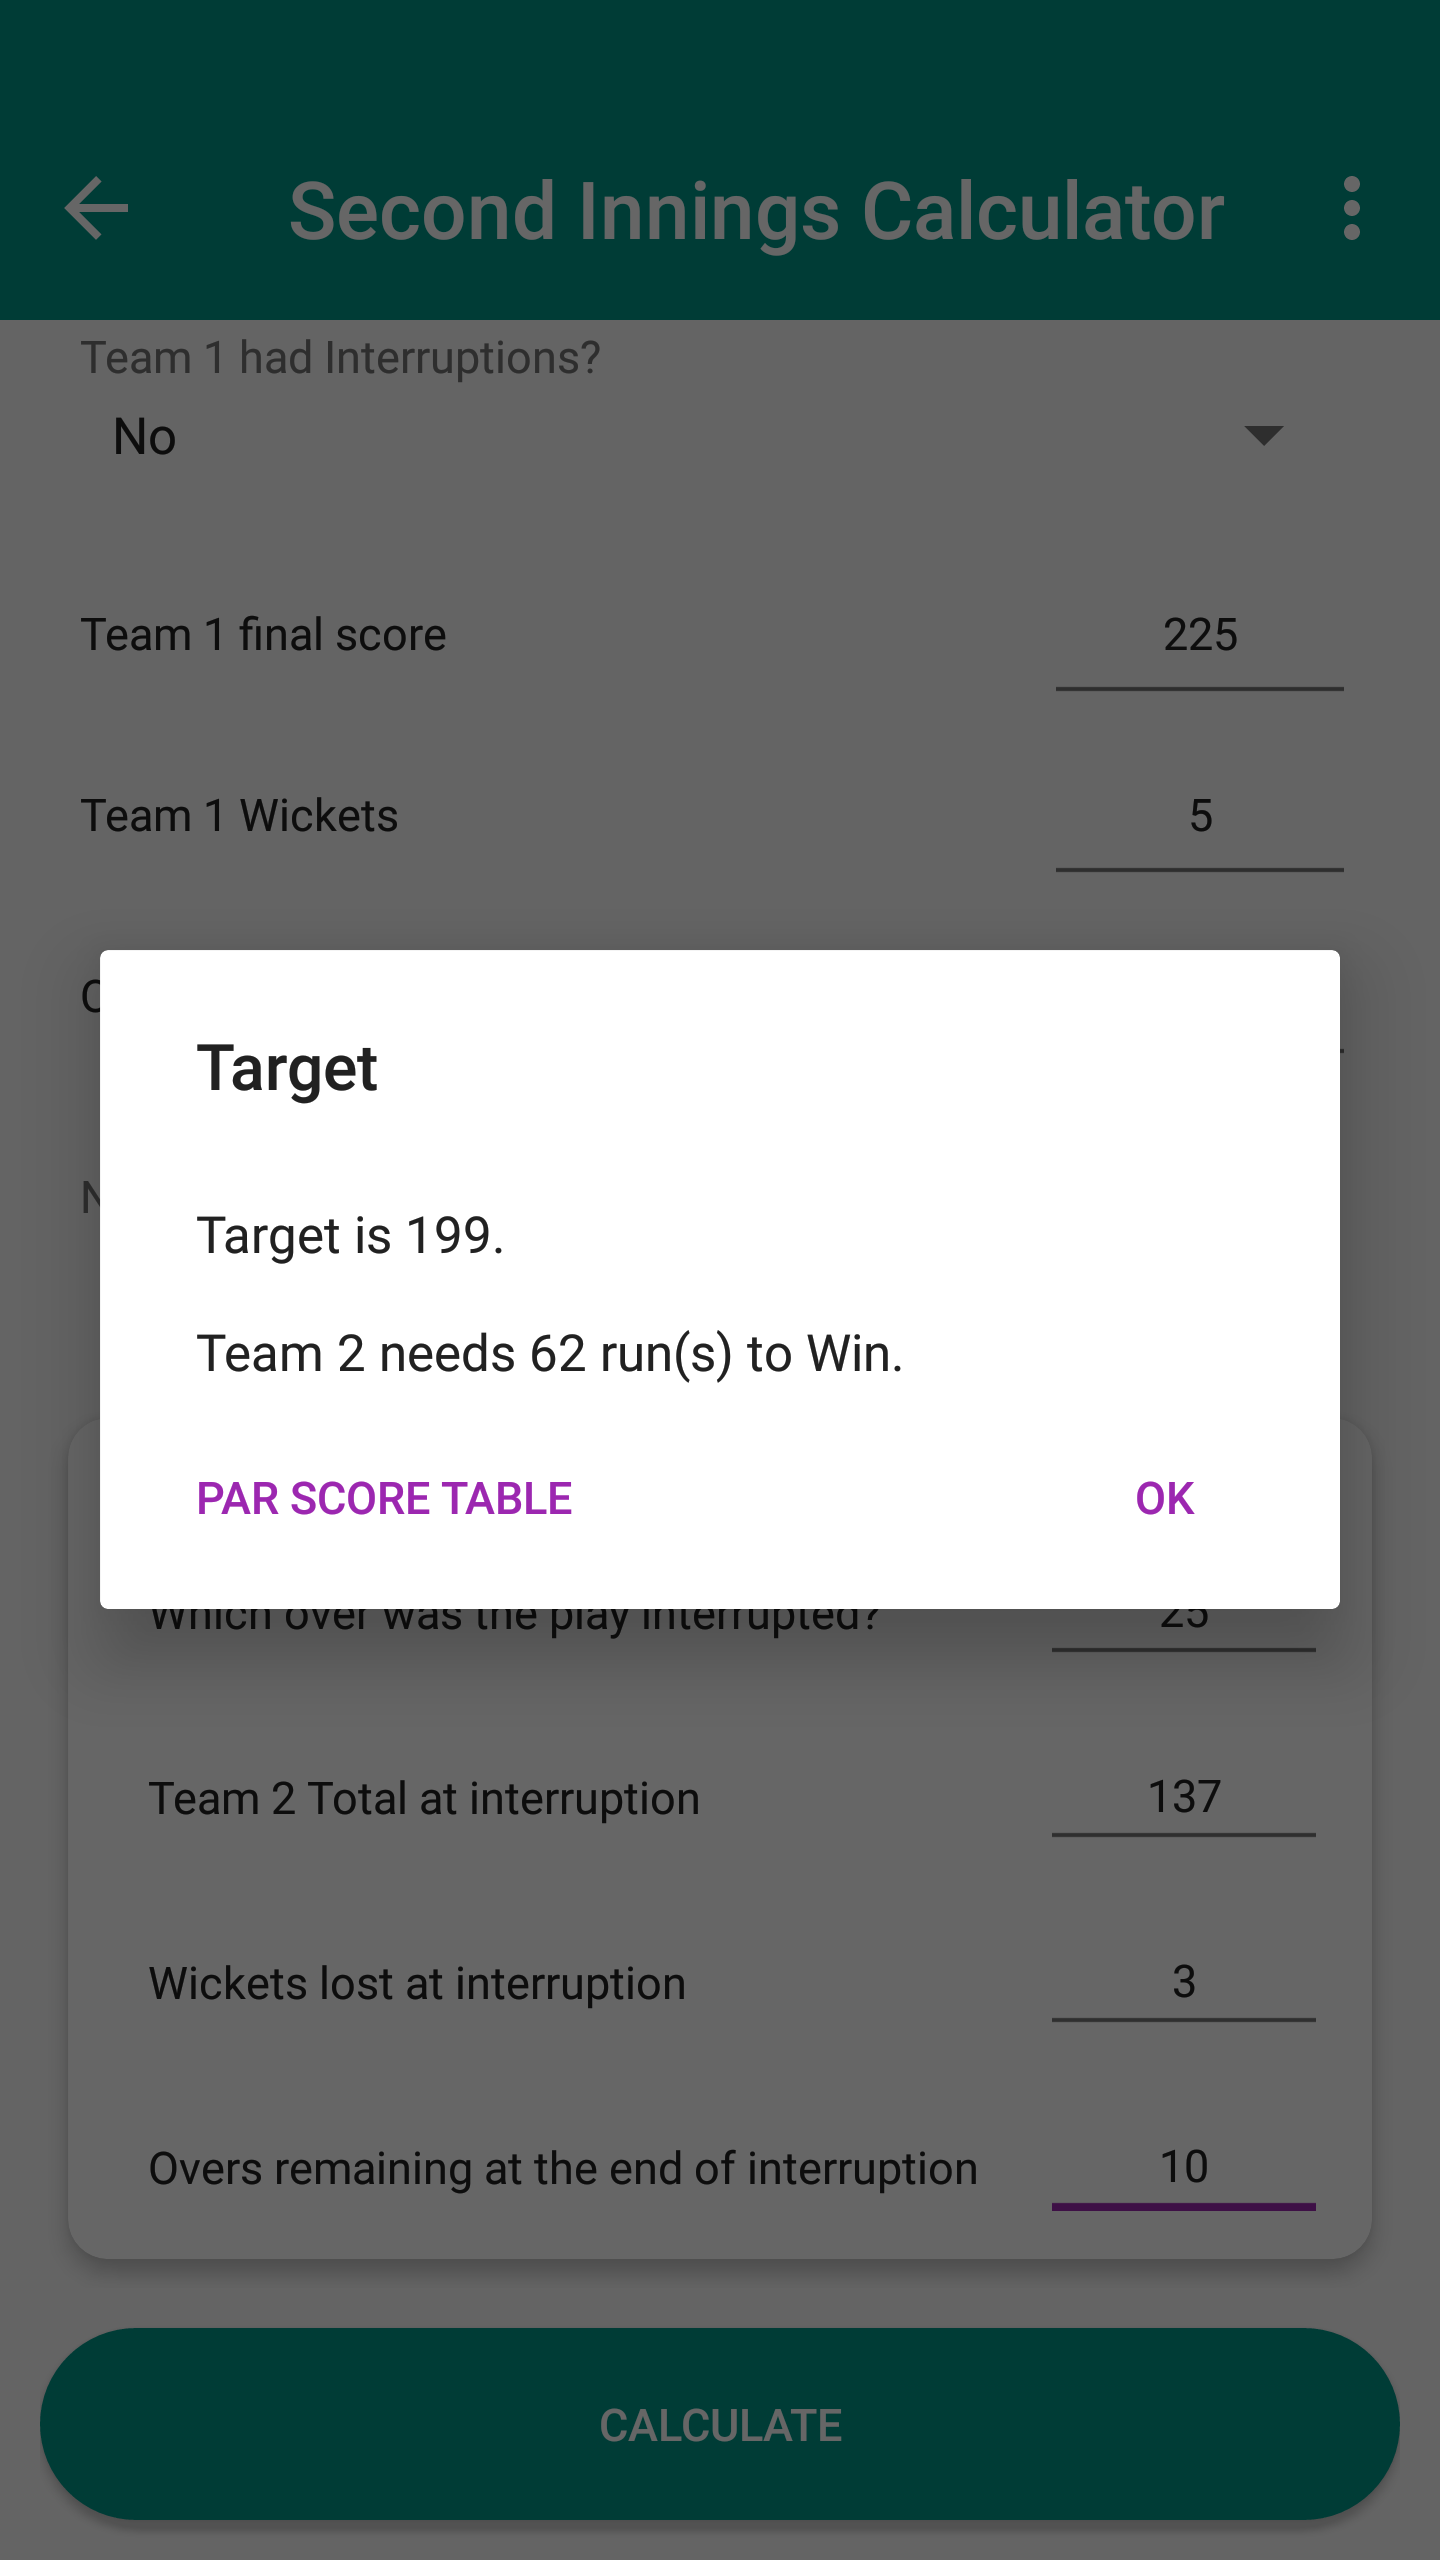 Second Innings Calculator
Team 1 had Interruptions?
No
Team 1 final score 225
Team 1 Wickets 5
Target
Target is 199.
Team 2 needs 62 run(s) to Win.
PAR SCORE TABLE OK
Which over was the play interrupted? 25
Team 2 Total at interruption 137
Wickets lost at interruption 3
Overs remaining at the end of interruption 10
CALCULATE